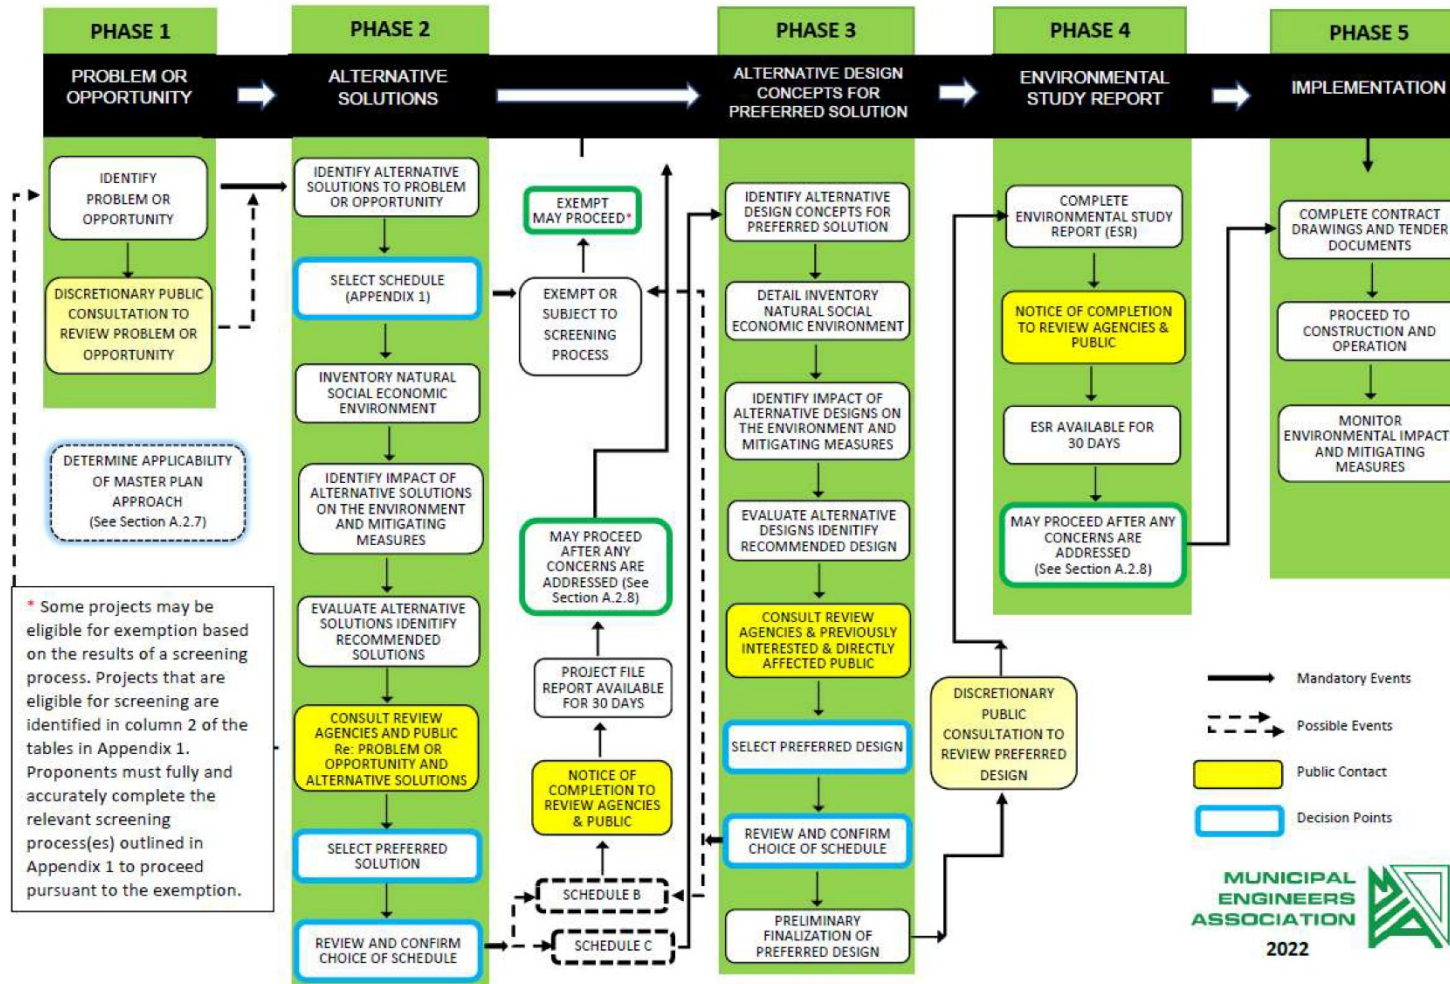 PHASE 1
PHASE 2
PHASE 3
PHASE 4
PHASE 5
PROBLEM OR
OPPORTUNITY
ALTERNATIVE
SOLUTIONS
ALTERNATIVE DESIGN
CONCEPTS FOR
PREFERRED SOLUTION
ENVIRONMENTAL
STUDY REPORT
IMPLEMENTATION
IDENTIFY
PROBLEM OR
OPPORTUNITY
DISCRETIONARY PUBLIC
CONSULTATION TO
REVIEW PROBLEM OR
OPPORTUNITY
DETERMINE APPLICABILITY
OF MASTER PLAN
APPROACH
(See Section A.2.7)
* Some projects may be
eligible for exemption based
on the results of a screening
process. Projects that are
eligible for screening are
identified in column 2 of the
tables in Appendix 1.
Proponents must fully and
accurately complete the
relevant screening
process(es) outlined in
Appendix 1 to proceed
pursuant to the exemption.
IDENTIFY ALTERNATIVE
SOLUTIONS TO PROBLEM
OR OPPORTUNITY
SELECT SCHEDULE
(APPENDIX 1)
INVENTORY NATURAL
SOCIAL ECONOMIC
ENVIRONMENT
IDENTIFY IMPACT OF
ALTERNATIVE SOLUTIONS
ON THE ENVIRONMENT
AND MITIGATING
MEASURES
EVALUATE ALTERNATIVE
SOLUTIONS IDENITIFY
RECOMMENDED
SOLUTIONS
CONSULT REVIEW
AGENCIES AND PUBLIC
Re: PROBLEM OR
OPPORTUNITY AND
ALTERNATIVE SOLUTIONS
SELECT PREFERRED
SOLUTION
REVIEW AND CONFIRM
CHOICE OF SCHEDULE
EXEMPT
MAY PROCEED*
EXEMPT OR
SUBJECT TO
SCREENING
PROCESS
MAY PROCEED
AFTER ANY
CONCERNS ARE
ADDRESSED (See
Section A.2.8)
PROJECT FILE
REPORT AVAILABLE
FOR 30 DAYS
NOTICE OF
COMPLETION TO
REVIEW AGENCIES
& PUBLIC
SCHEDULE B
SCHEDULE C
IDENTIFY ALTERNATIVE
DESIGN CONCEPTS FOR
PREFERRED SOLUTION
DETAIL INVENTORY
NATURAL SOCIAL
ECONOMIC ENVIRONMENT
IDENTIFY IMPACT OF
ALTERNATIVE DESIGNS ON
THE ENVIRONMENT AND
MITIGATING MEASURES
EVALUATE ALTERNATIVE
DESIGNS IDENITIFY
RECOMMENDED DESIGN
CONSULT REVIEW
AGENCIES & PREVIOUSLY
INTERESTED & DIRECTLY
AFFECTED PUBLIC
SELECT PREFERRED DESIGN
REVIEW AND CONFIRM
CHOICE OF SCHEDULE
PRELIMINARY
FINALIZATION OF
PREFERRED DESIGN
DISCRETIONARY
PUBLIC
CONSULTATION TO
REVIEW PREFERRED
DESIGN
COMPLETE
ENVIRONMENTAL STUDY
REPORT (ESR)
NOTICE OF COMPLETION
TO REVIEW AGENCIES &
PUBLIC
ESR AVAILABLE FOR
30 DAYS
MAY PROCEED AFTER ANY
CONCERNS ARE
ADDRESSED
(See Section A.2.8)
COMPLETE CONTRACT
DRAWINGS AND TENDER
DOCUMENTS
PROCEED TO
CONSTRUCTION AND
OPERATION
MONITOR
ENVIRONMENTAL IMPACT
AND MITIGATING
MEASURES
Mandatory Events
Possible Events
Public Contact
Decision Points
MUNICIPAL
ENGINEERS
ASSOCIATION
2022